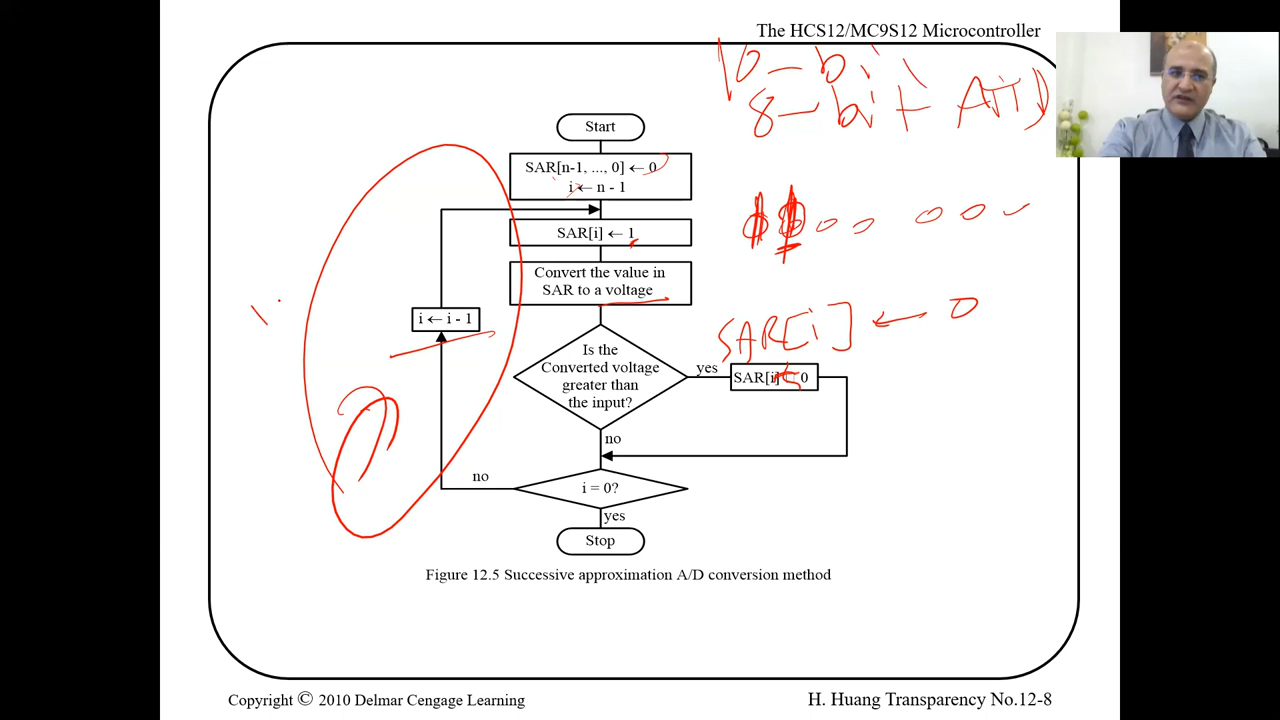 The HCS12/MC9S12 Microcontroller
10-bit
8-bit A/D
Start
SAR[n-1, ..., 0] ← 0
i ← n - 1
SAR[i] ← 1
Convert the value in
SAR to a voltage
i ← i - 1
SAR[i] ← 0
Is the
Converted voltage
greater than
the input?
yes
SAR[i] ← 0
no
no
i = 0?
yes
Stop
Figure 12.5 Successive approximation A/D conversion method
Copyright © 2010 Delmar Cengage Learning
H. Huang Transparency No.12-8